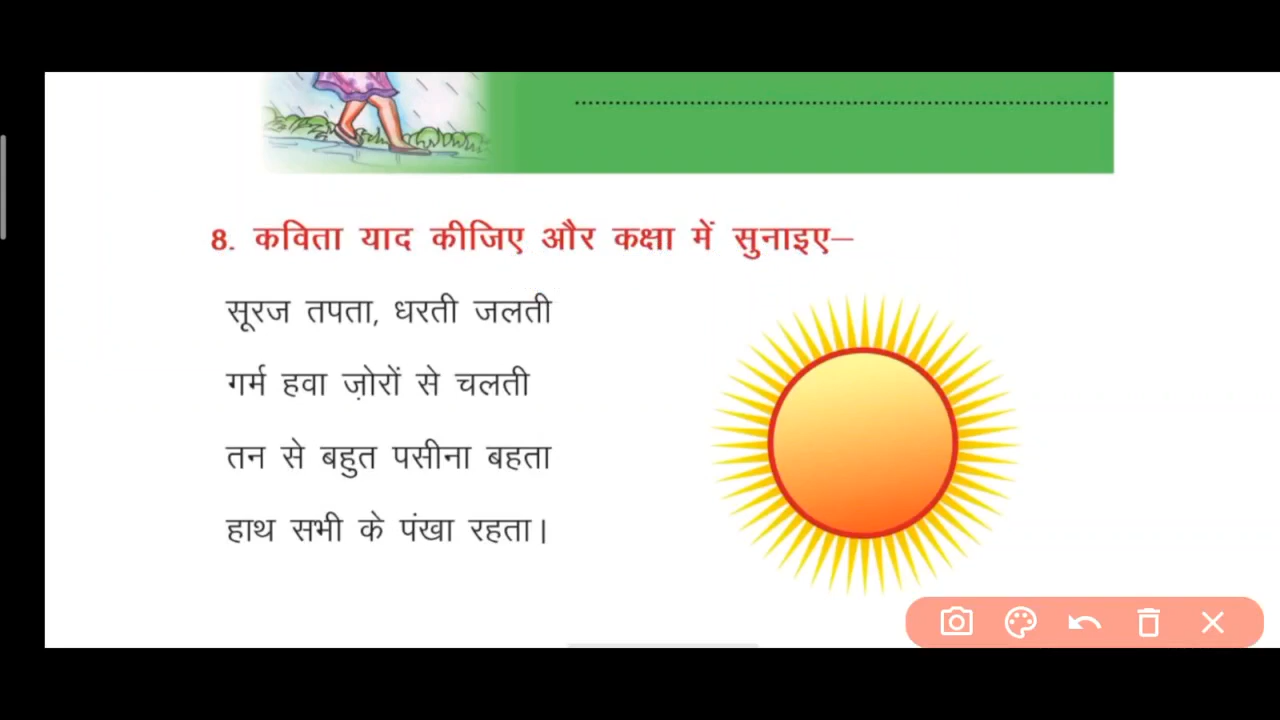 8. कविता याद कीजिए और कक्षा में सुनाइए–
सूरज तपता, धरती जलती
गर्म हवा ज़ोरों से चलती
तन से बहुत पसीना बहता
हाथ सभी के पंखा रहता।